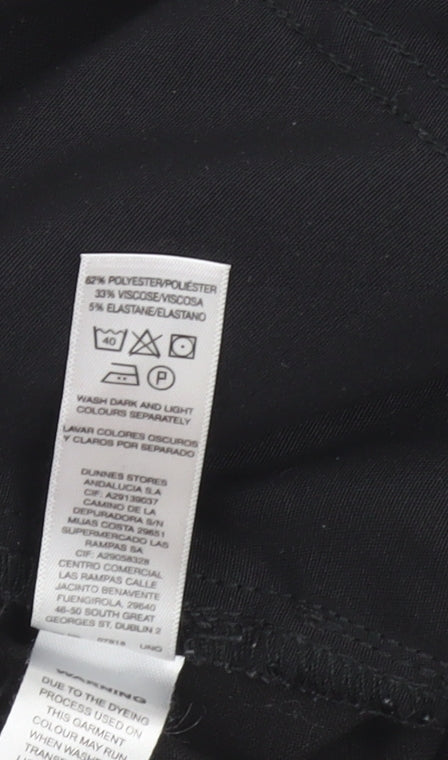 62% POLYESTER/POLIÉSTER
33% VISCOSE/VISCOSA
5% ELASTANE/ELASTANO
40
P
WASH DARK AND LIGHT
COLOURS SEPARATELY
LAVAR COLORES OSCUROS
Y CLAROS POR SEPARADO
DUNNES STORES
ANDALUCIA S.A
CIF: A29139037
CAMINO DE LA
DEPURADORA S/N
MIJAS COSTA 29651
SUPERMERCADO LAS
RAMPAS SA
CIF: A29058328
CENTRO COMERCIAL
LAS RAMPAS CALLE
JACINTO BENAVENTE
FUENGIROLA, 29640
46-50 SOUTH GREAT
GEORGES ST. DUBLIN 2
UNG
WARNING
DUE TO THE DYEING
PROCESS USED ON
THIS GARMENT
COLOUR MAY RUN
WHEN